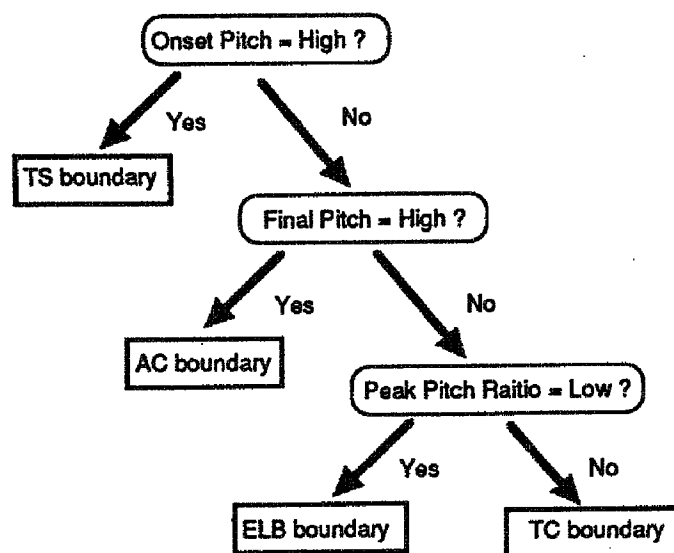 Onset Pitch = High ?
Yes
No
TS boundary
Final Pitch = High ?
Yes
No
AC boundary
Peak Pitch Raitio = Low ?
Yes
No
ELB boundary
TC boundary